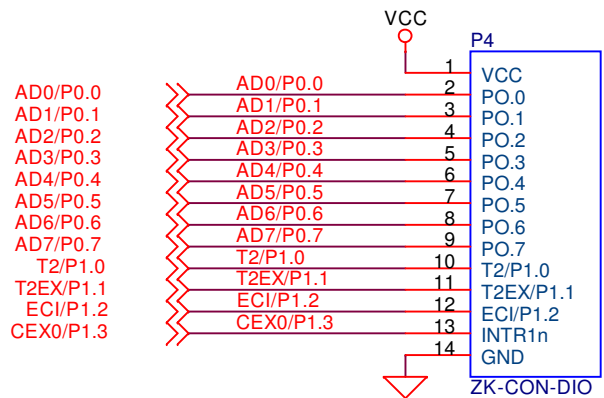 VCC
P4
1 VCC
AD0/P0.0 AD0/P0.0 2 PO.0
AD1/P0.1 AD1/P0.1 3 PO.1
AD2/P0.2 AD2/P0.2 4 PO.2
AD3/P0.3 AD3/P0.3 5 PO.3
AD4/P0.4 AD4/P0.4 6 PO.4
AD5/P0.5 AD5/P0.5 7 PO.5
AD6/P0.6 AD6/P0.6 8 PO.6
AD7/P0.7 AD7/P0.7 9 PO.7
T2/P1.0 T2/P1.0 10 T2/P1.0
T2EX/P1.1 T2EX/P1.1 11 T2EX/P1.1
ECI/P1.2 ECI/P1.2 12 ECI/P1.2
CEX0/P1.3 CEX0/P1.3 13 INTR1n
14 GND
ZK-CON-DIO